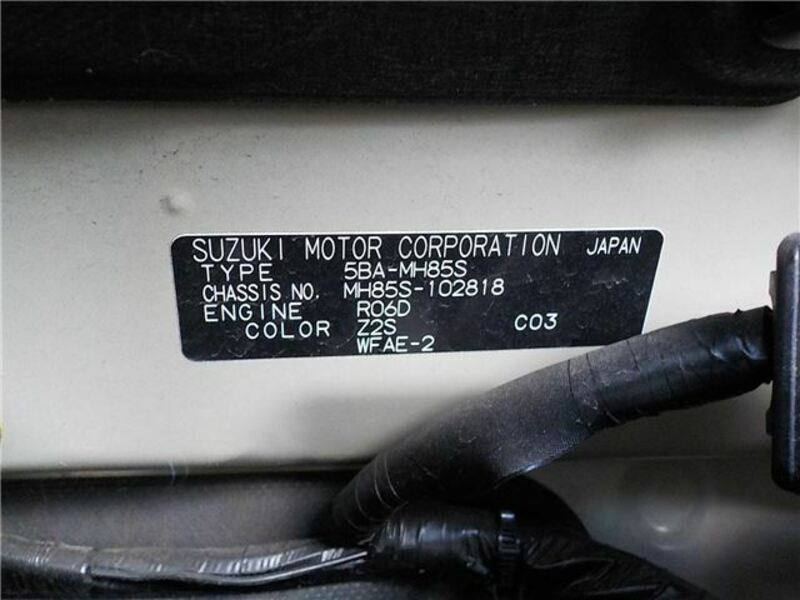 SUZUKI MOTOR CORPORATION JAPAN
TYPE 5BA-MH85S
CHASSIS NO. MH85S-102818
ENGINE R06D
COLOR Z2S C03
WFAE-2